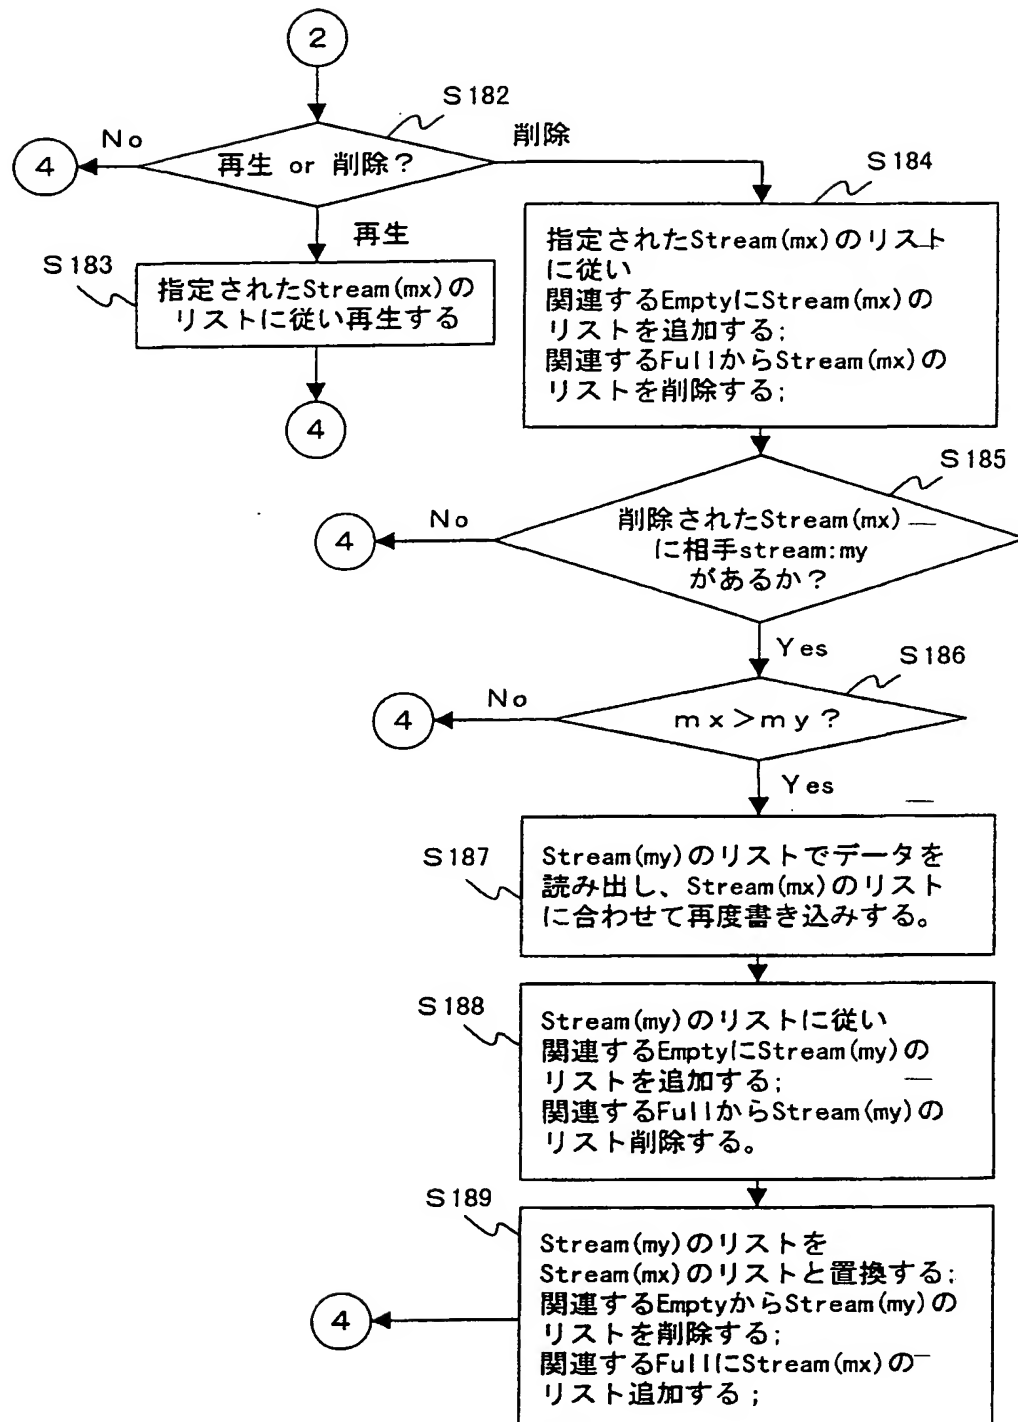 2
S182
No
4
再生 or 削除?
削除
再生
S183
指定されたStream(mx)の
リストに従い再生する
4
S184
指定されたStream(mx)のリスト
に従い
関連するEmptyにStream(mx)の
リストを追加する;
関連するFullからStream(mx)の
リストを削除する;
S185
No
4
削除されたStream(mx)
に相手stream:my
があるか?
Yes
S186
No
4
mx>my?
Yes
S187
Stream(my)のリストでデータを
読み出し、Stream(mx)のリスト
に合わせて再度書き込みする。
S188
Stream(my)のリストに従い
関連するEmptyにStream(my)の
リストを追加する;
関連するFullからStream(my)の
リスト削除する。
S189
4
Stream(my)のリストを
Stream(mx)のリストと置換する;
関連するEmptyからStream(my)の
リストを削除する;
関連するFullにStream(mx)の
リスト追加する;